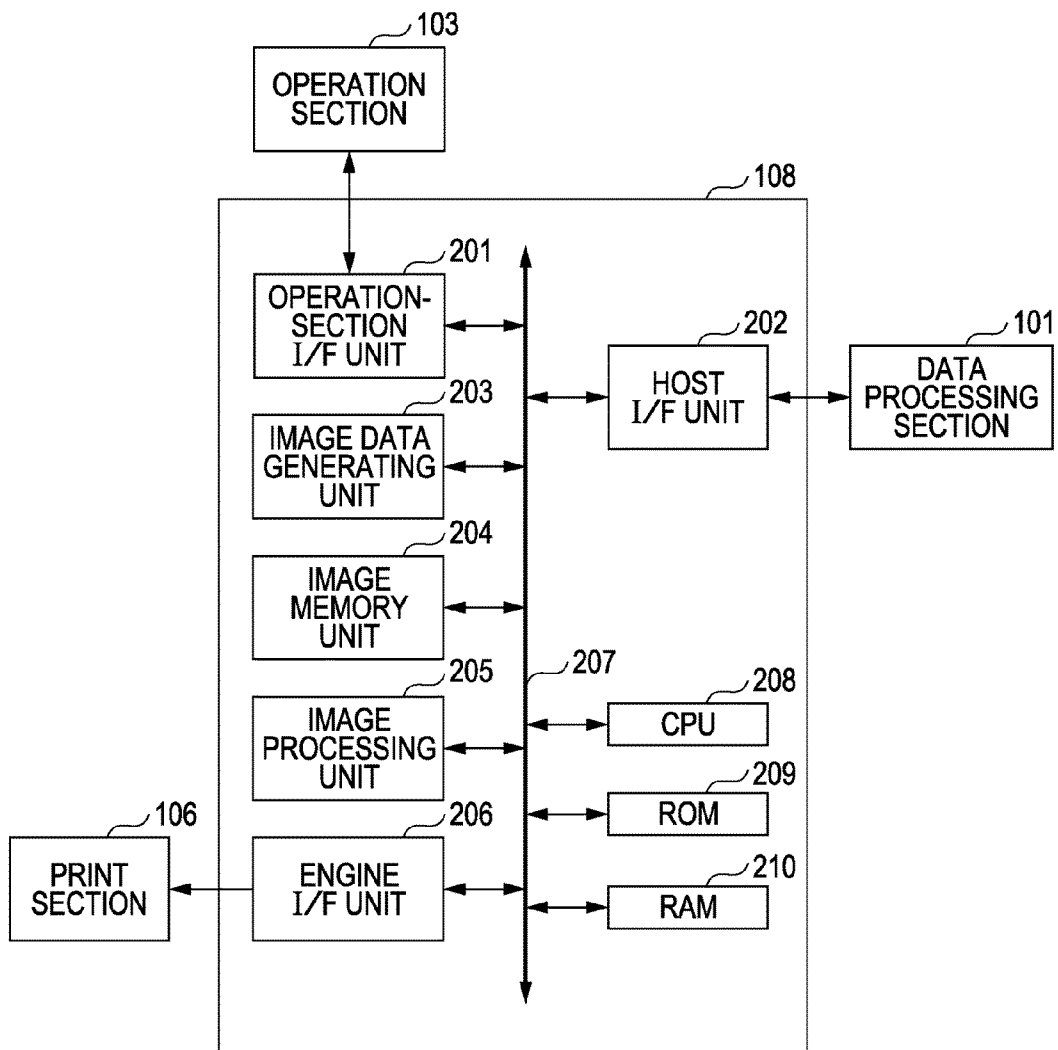 103
OPERATION
SECTION
108
201
OPERATION-
SECTION
I/F UNIT
202
HOST
I/F UNIT
101
DATA
PROCESSING
SECTION
203
IMAGE DATA
GENERATING
UNIT
204
IMAGE
MEMORY
UNIT
205
IMAGE
PROCESSING
UNIT
207
208
CPU
209
ROM
106
PRINT
SECTION
206
ENGINE
I/F UNIT
210
RAM